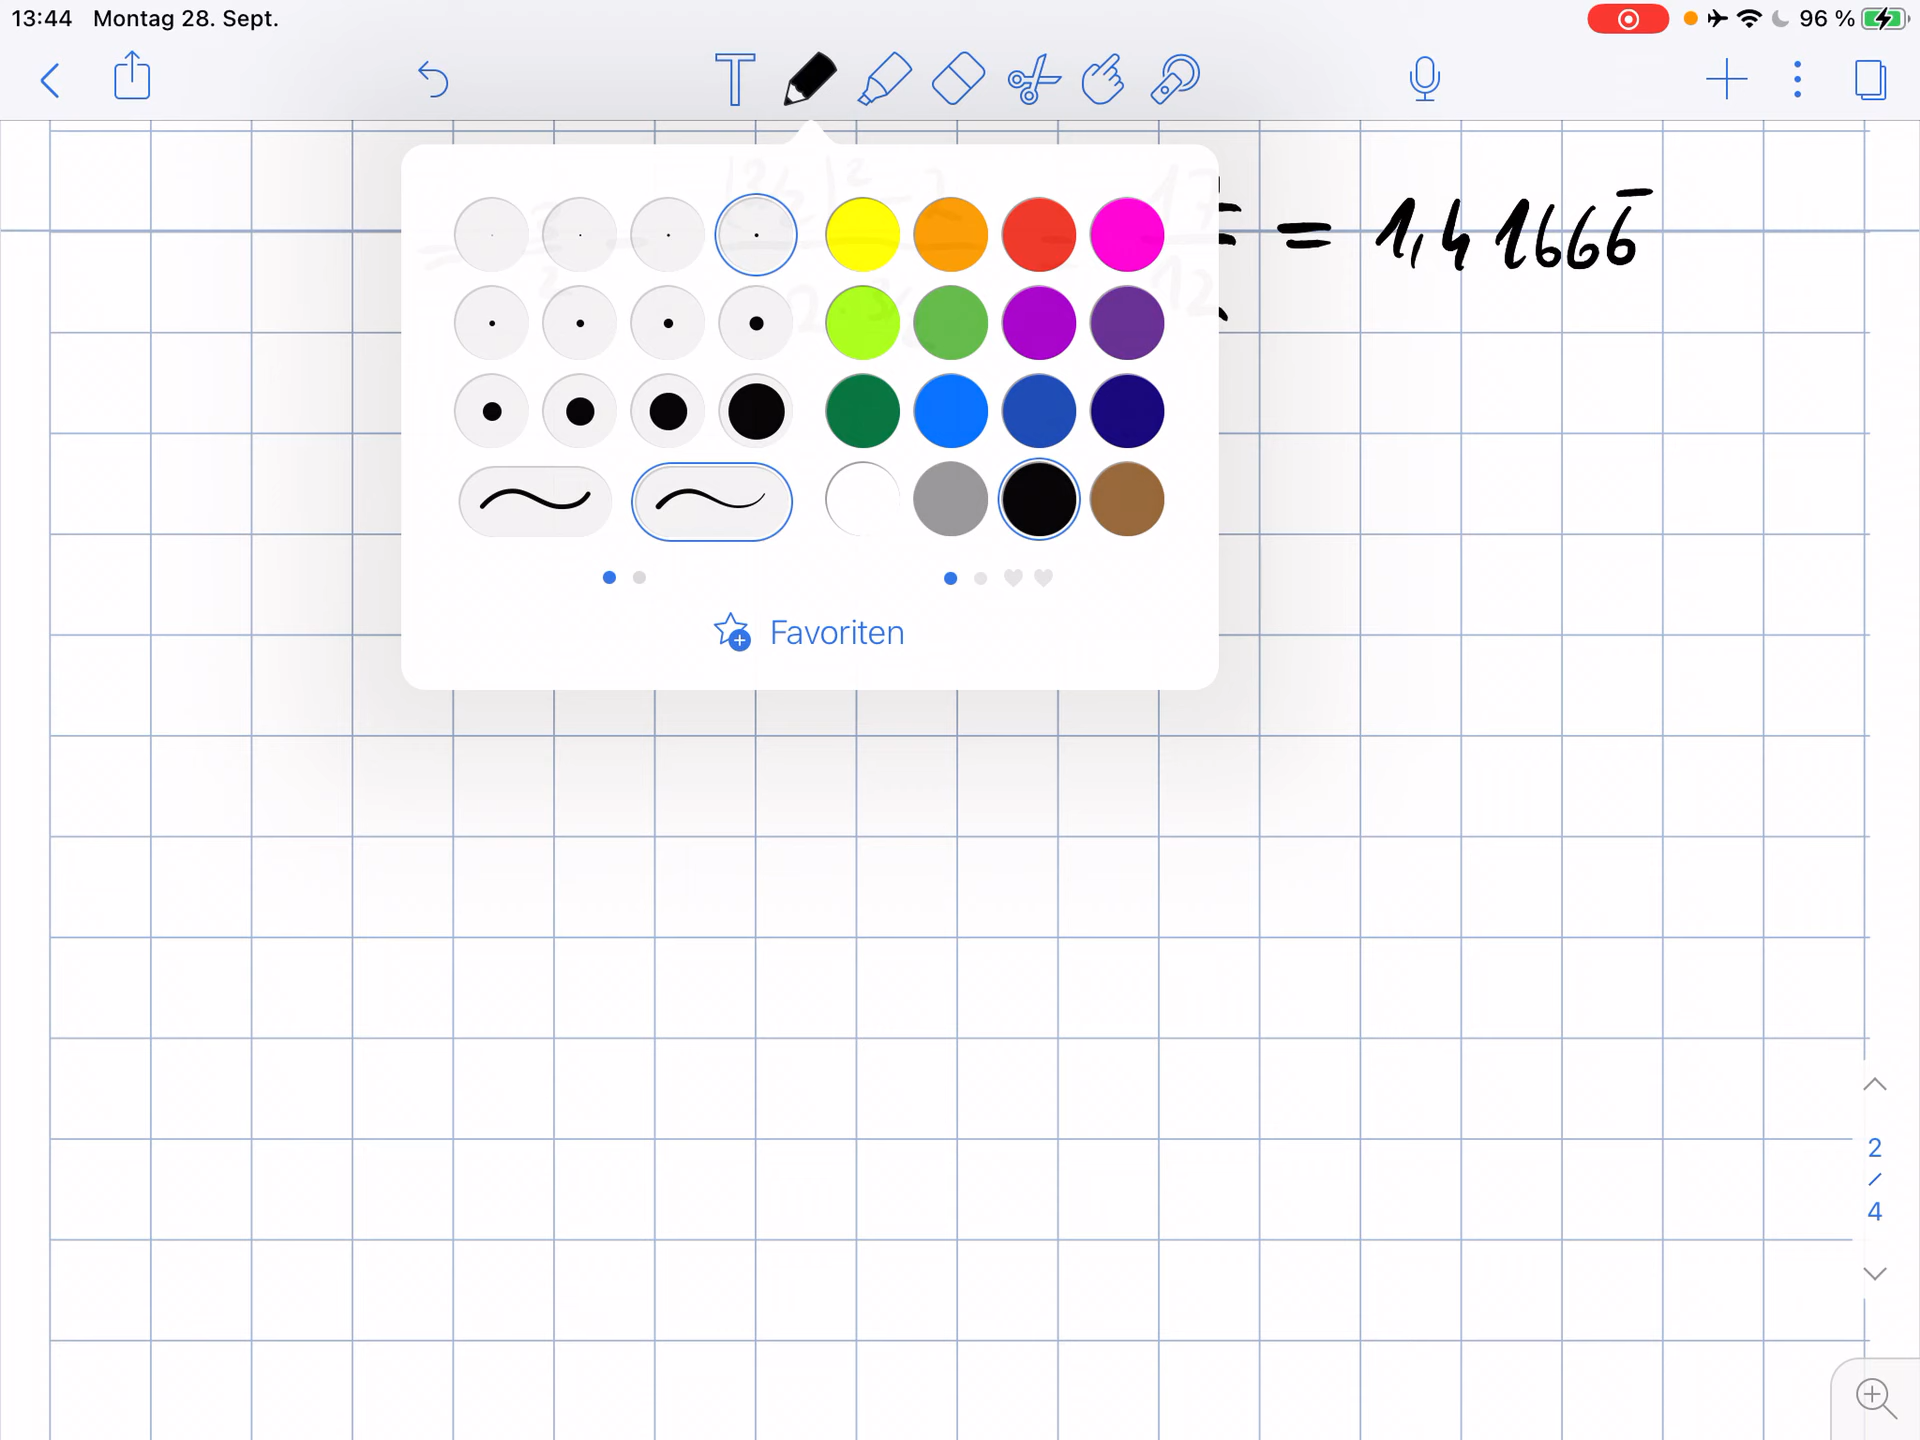 13:44 Montag 28. Sept. 96 %
= 1,41666̅
Favoriten
2
/
4